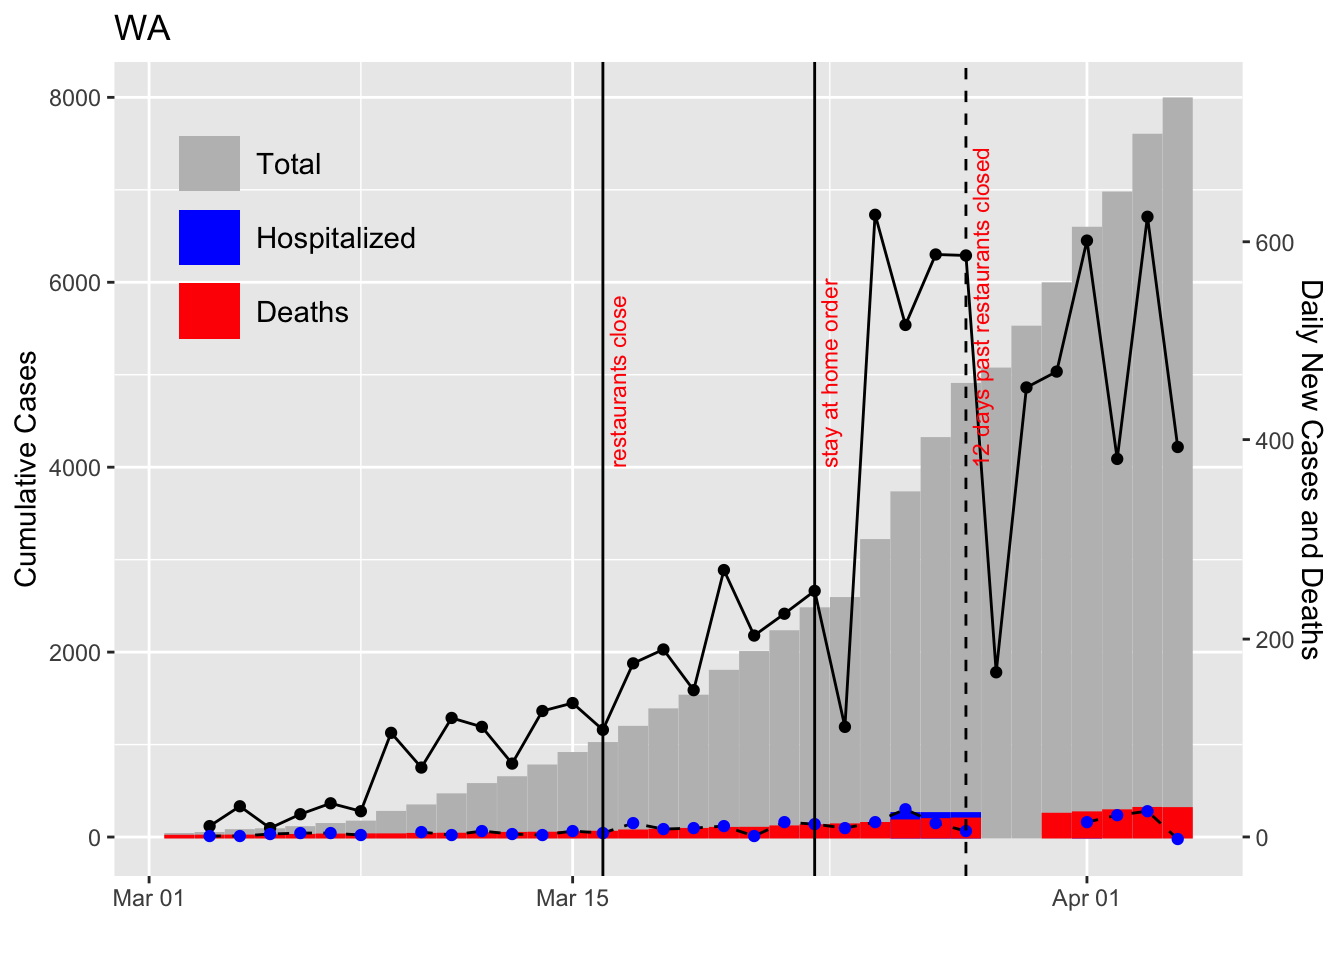 WA
8000
6000
4000
2000
0
600
400
200
0
Total
Hospitalized
Deaths
restaurants close
stay at home order
12 days past restaurants closed
Cumulative Cases
Daily New Cases and Deaths
Mar 01
Mar 15
Apr 01